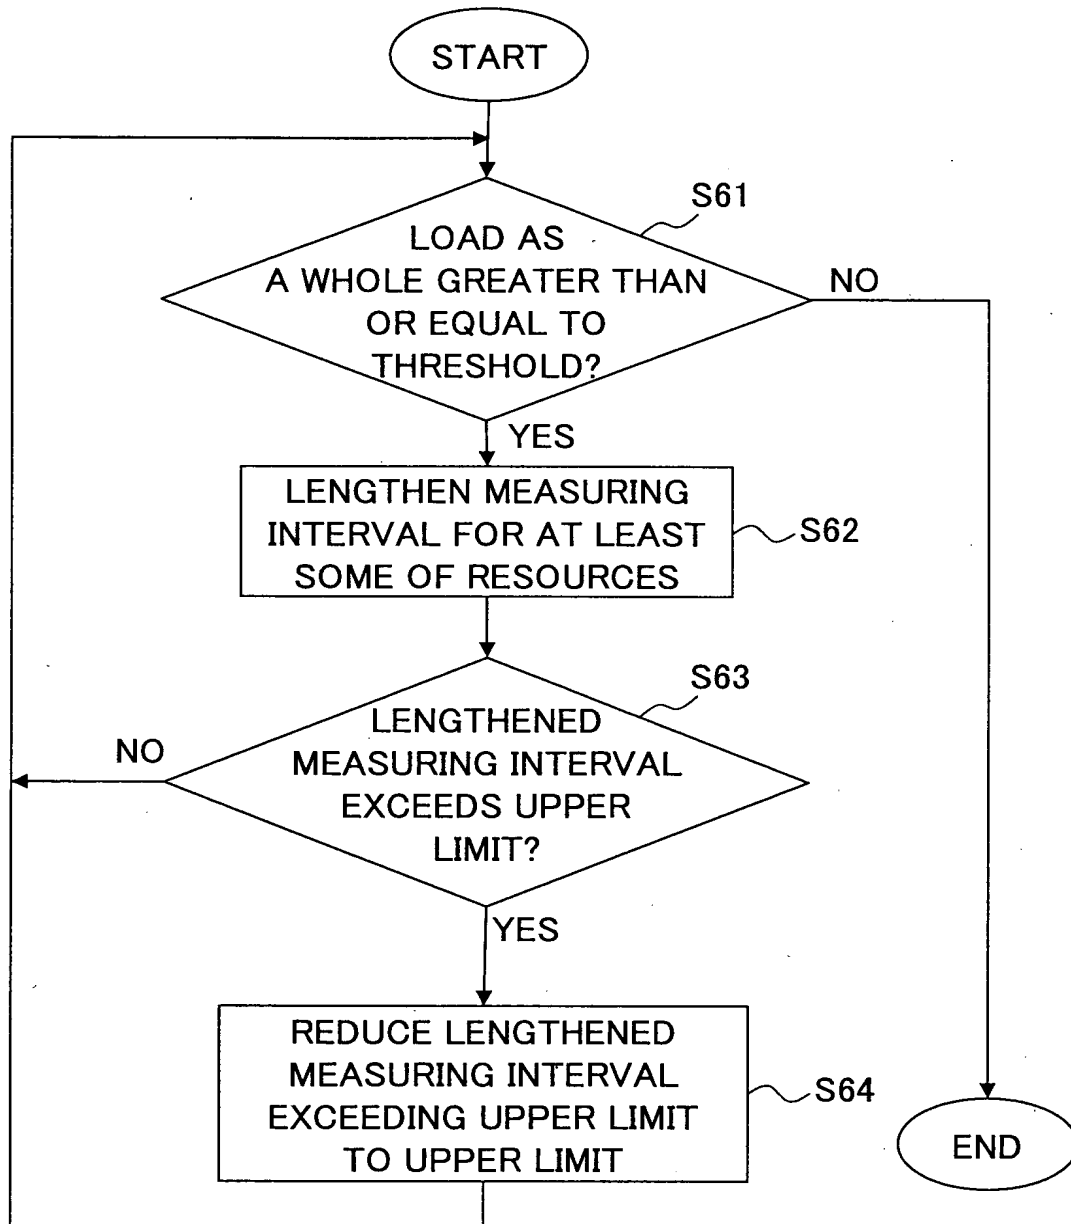 START
S61
LOAD AS
A WHOLE GREATER THAN
OR EQUAL TO
THRESHOLD?
NO
YES
LENGTHEN MEASURING
INTERVAL FOR AT LEAST
SOME OF RESOURCES
S62
S63
LENGTHENED
MEASURING INTERVAL
EXCEEDS UPPER
LIMIT?
NO
YES
REDUCE LENGTHENED
MEASURING INTERVAL
EXCEEDING UPPER LIMIT
TO UPPER LIMIT
S64
END